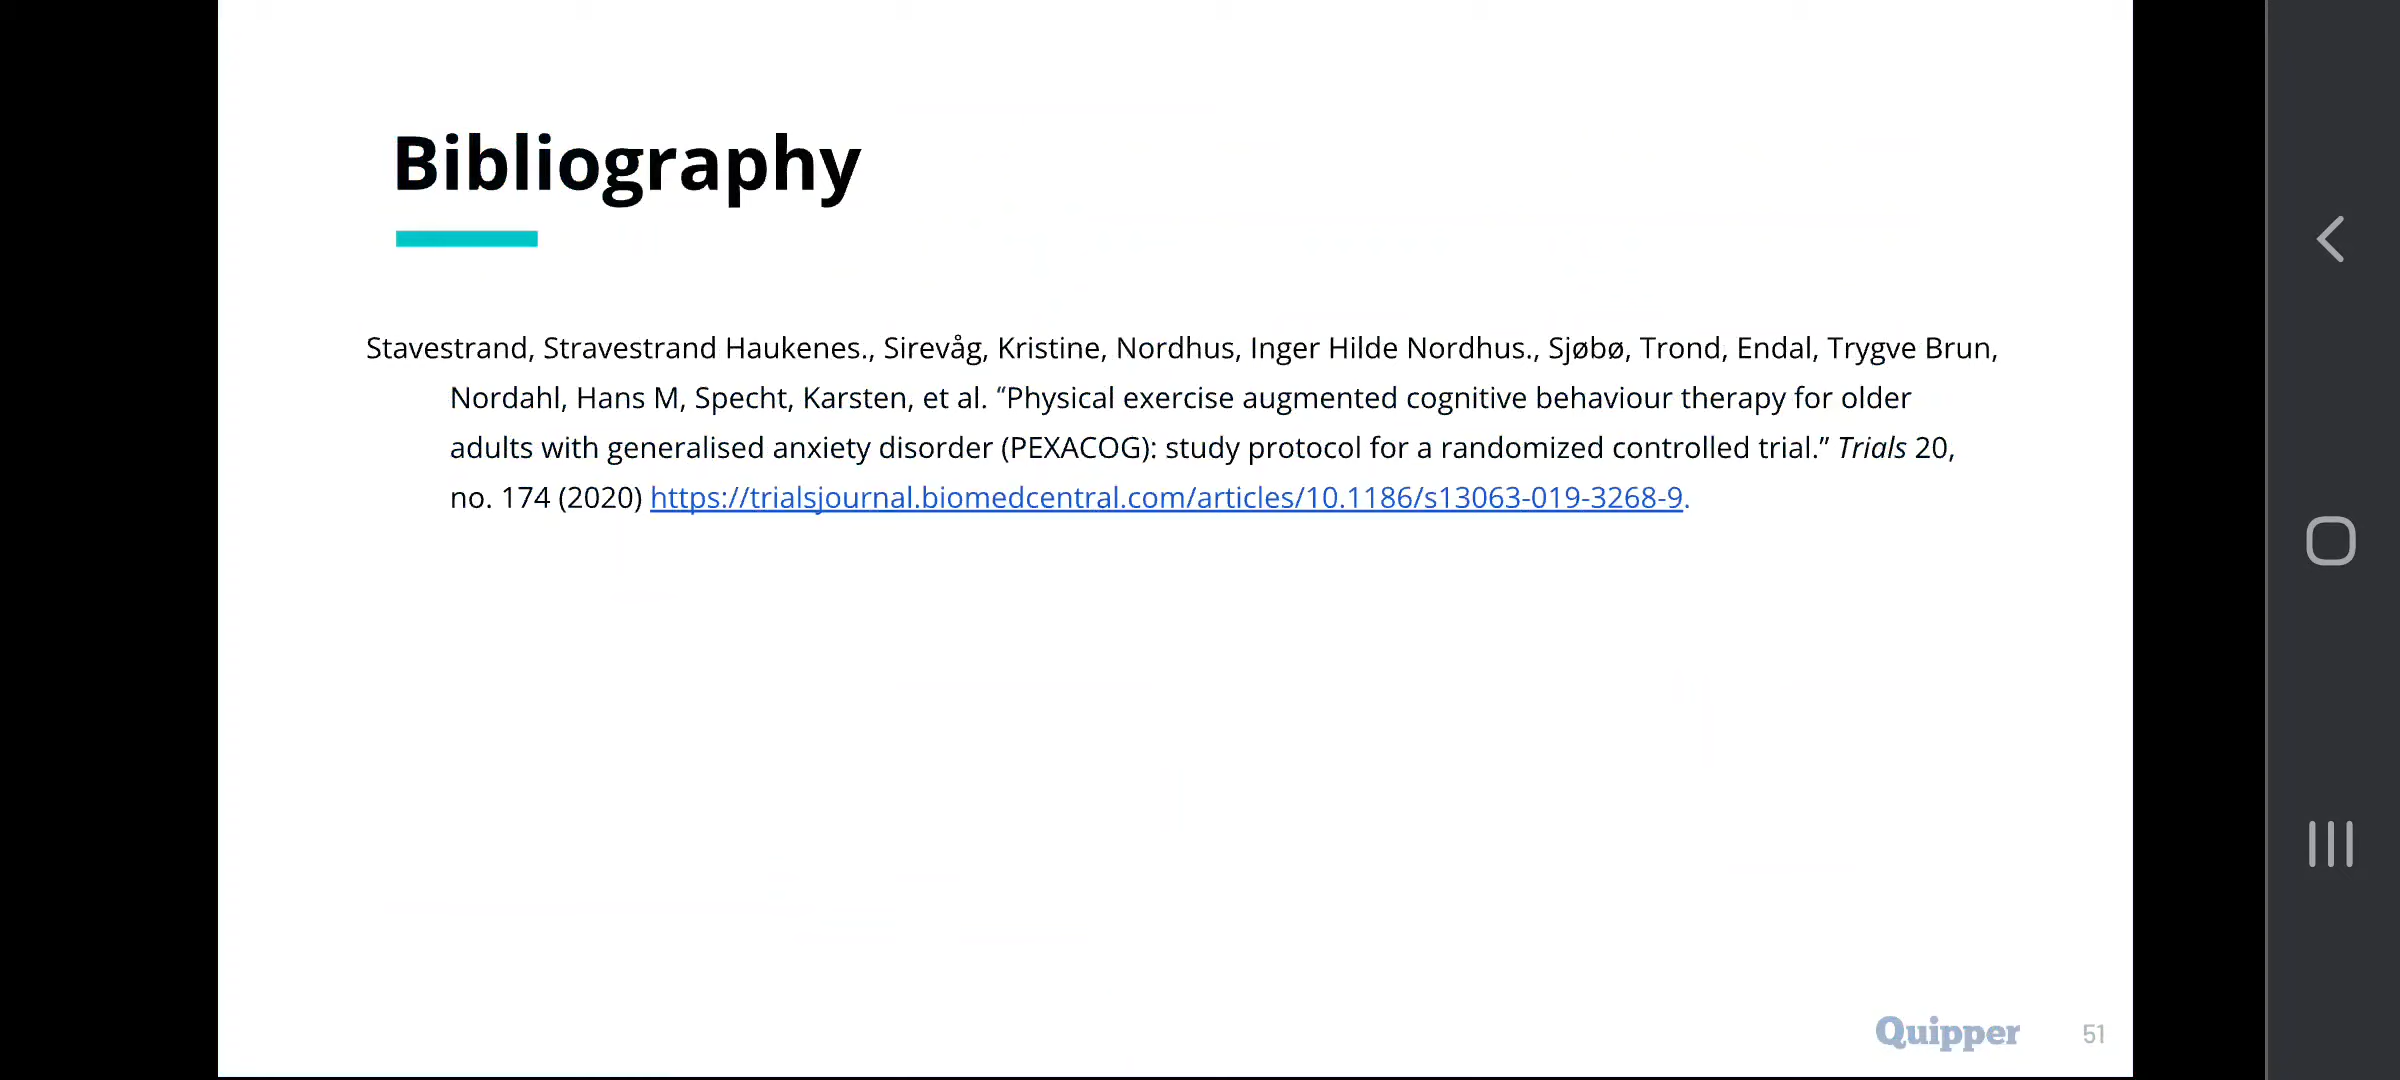 Bibliography
Stavestrand, Stravestrand Haukenes., Sirevåg, Kristine, Nordhus, Inger Hilde Nordhus., Sjøbø, Trond, Endal, Trygve Brun,
Nordahl, Hans M, Specht, Karsten, et al. “Physical exercise augmented cognitive behaviour therapy for older
adults with generalised anxiety disorder (PEXACOG): study protocol for a randomized controlled trial.” Trials 20,
no. 174 (2020) https://trialsjournal.biomedcentral.com/articles/10.1186/s13063-019-3268-9.
Quipper 51